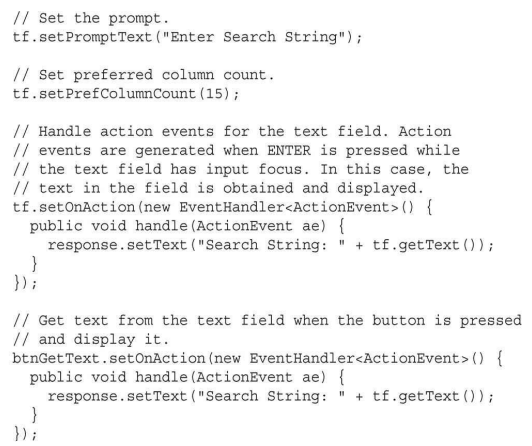 // Set the prompt.
tf.setPromptText("Enter Search String");
// Set preferred column count.
tf.setPrefColumnCount(15);
// Handle action events for the text field. Action
// events are generated when ENTER is pressed while
// the text field has input focus. In this case, the
// text in the field is obtained and displayed.
tf.setOnAction(new EventHandler<ActionEvent>() {
  public void handle(ActionEvent ae) {
    response.setText("Search String: " + tf.getText());
  }
});
// Get text from the text field when the button is pressed
// and display it.
btnGetText.setOnAction(new EventHandler<ActionEvent>() {
  public void handle(ActionEvent ae) {
    response.setText("Search String: " + tf.getText());
  }
});